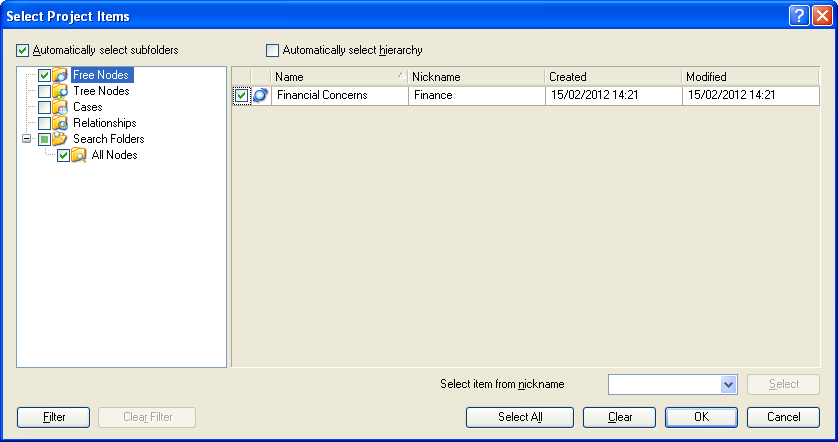 Select Project Items
Automatically select subfolders Automatically select hierarchy
Free Nodes
Tree Nodes
Cases
Relationships
Search Folders
All Nodes
Name Nickname Created Modified
Financial Concerns Finance 15/02/2012 14:21 15/02/2012 14:21
Select item from nickname Select
Filter Clear Filter Select All Clear OK Cancel